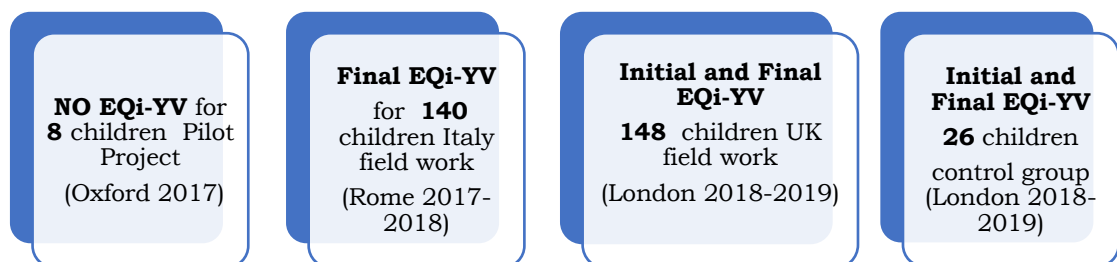 NO EQi-YV for
8 children Pilot
Project
(Oxford 2017)
Final EQi-YV
for 140
children Italy
field work
(Rome 2017-
2018)
Initial and Final
EQi-YV
148 children UK
field work
(London 2018-2019)
Initial and
Final EQi-YV
26 children
control group
(London 2018-
2019)